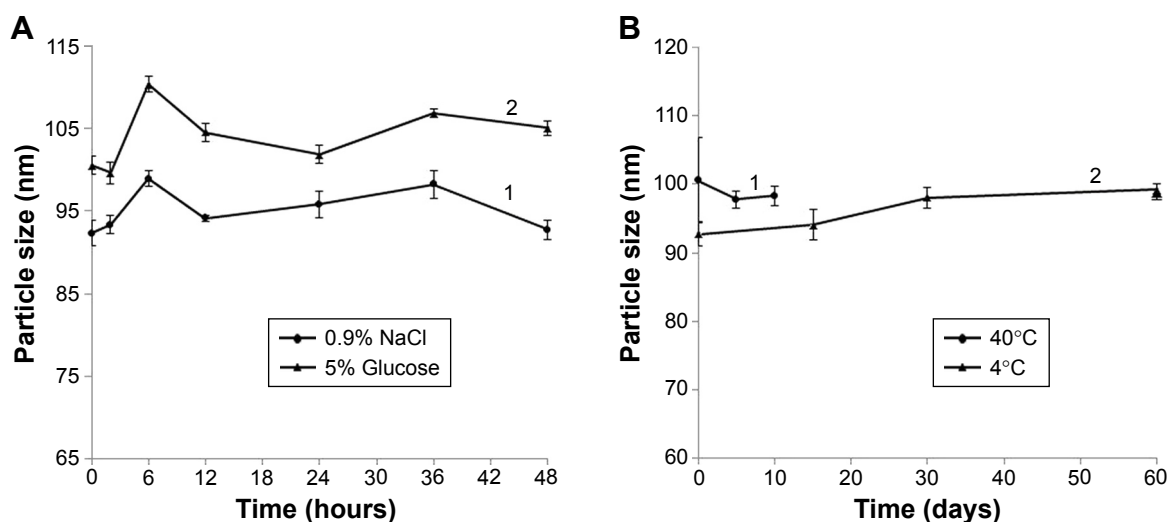 A
Particle size (nm)
115
105
95
85
75
65
2
1
0.9% NaCl
5% Glucose
0 6 12 18 24 30 36 42 48
Time (hours)
B
Particle size (nm)
120
110
100
90
80
70
60
1
2
40°C
4°C
0 10 20 30 40 50 60
Time (days)